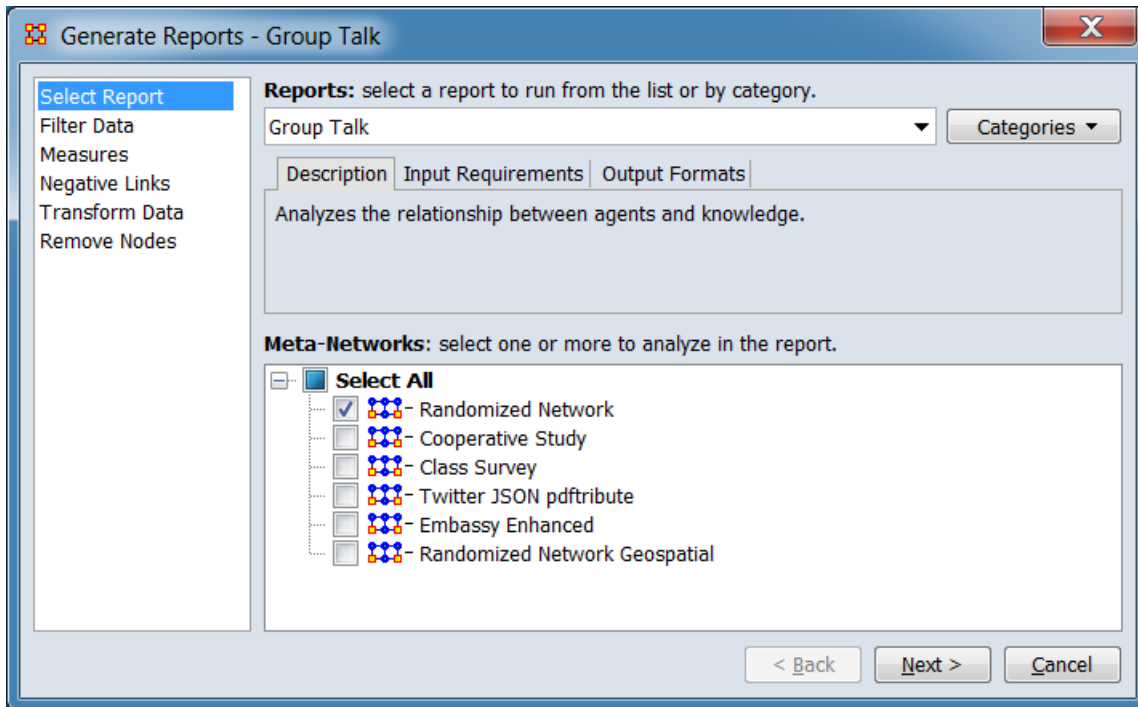 Generate Reports - Group Talk
Select Report
Filter Data
Measures
Negative Links
Transform Data
Remove Nodes
Reports: select a report to run from the list or by category.
Group Talk
Categories
Description Input Requirements Output Formats
Analyzes the relationship between agents and knowledge.
Meta-Networks: select one or more to analyze in the report.
Select All
- Randomized Network
- Cooperative Study
- Class Survey
- Twitter JSON pdftribute
- Embassy Enhanced
- Randomized Network Geospatial
< Back Next > Cancel